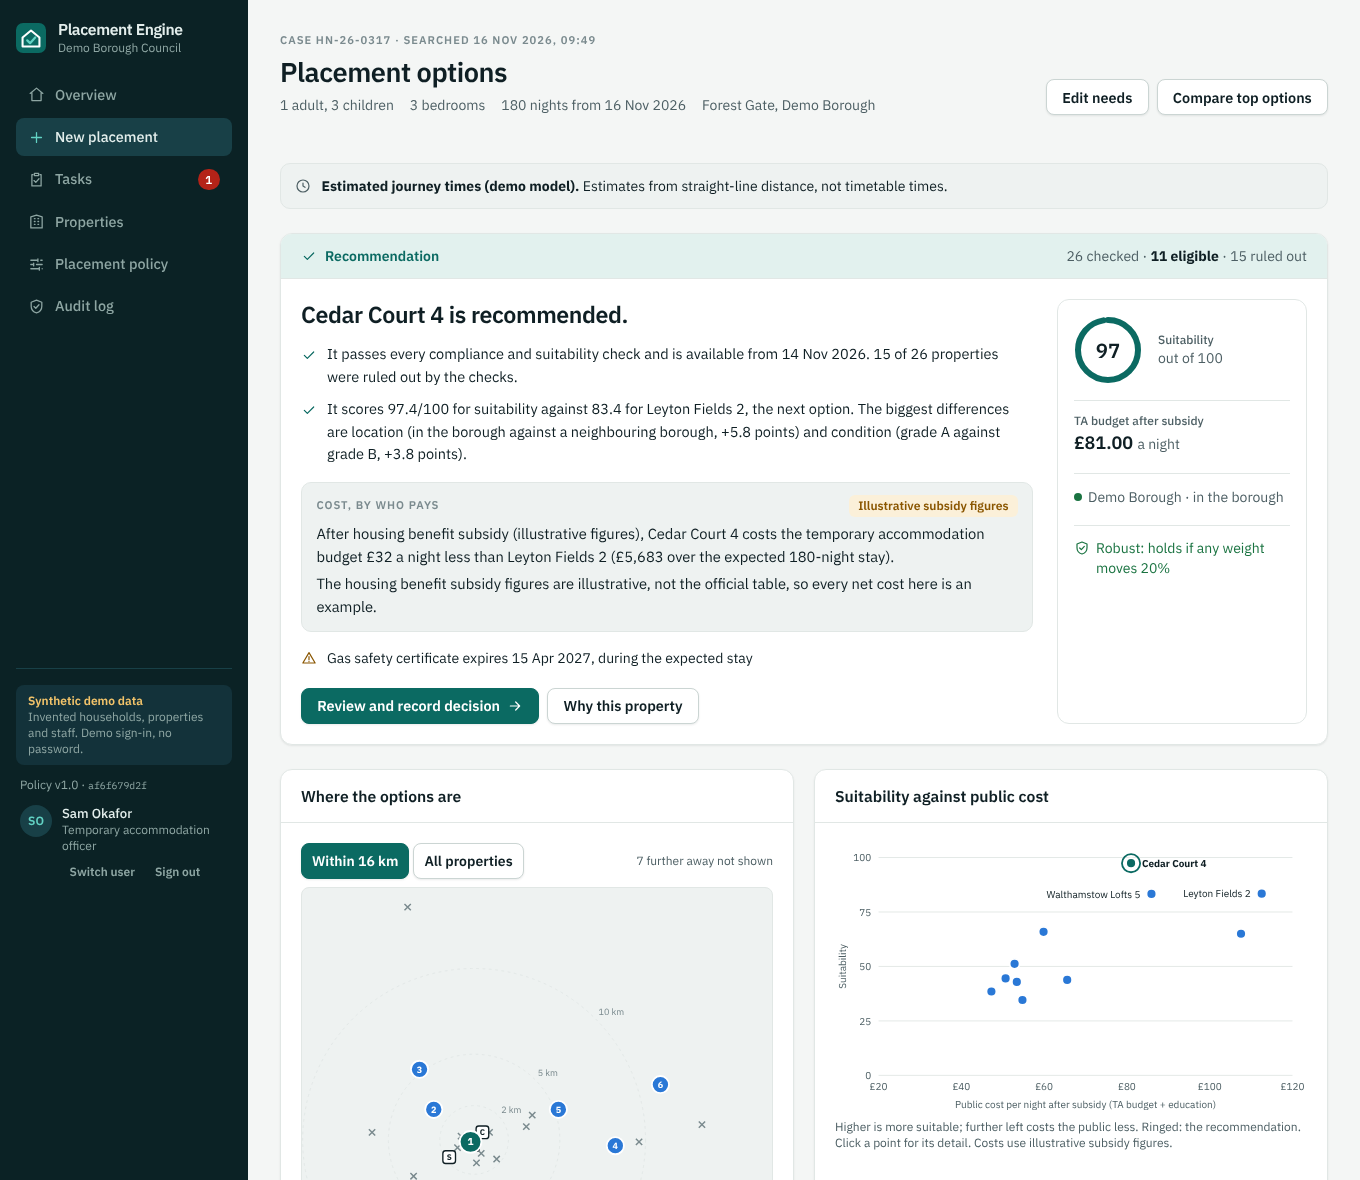 Placement Engine
Demo Borough Council
Overview
New placement
Tasks
1
Properties
Placement policy
Audit log
Synthetic demo data
Invented households, properties
and staff. Demo sign-in, no
password.
Policy v1.0 · af6f679d2f
SO
Sam Okafor
Temporary accommodation
officer
Switch user
Sign out
CASE HN-26-0317 · SEARCHED 16 NOV 2026, 09:49
Placement options
1 adult, 3 children
3 bedrooms
180 nights from 16 Nov 2026
Forest Gate, Demo Borough
Edit needs
Compare top options
Estimated journey times (demo model). Estimates from straight-line distance, not timetable times.
Recommendation
26 checked · 11 eligible · 15 ruled out
Cedar Court 4 is recommended.
It passes every compliance and suitability check and is available from 14 Nov 2026. 15 of 26 properties
were ruled out by the checks.
It scores 97.4/100 for suitability against 83.4 for Leyton Fields 2, the next option. The biggest differences
are location (in the borough against a neighbouring borough, +5.8 points) and condition (grade A against
grade B, +3.8 points).
COST, BY WHO PAYS
Illustrative subsidy figures
After housing benefit subsidy (illustrative figures), Cedar Court 4 costs the temporary accommodation
budget £32 a night less than Leyton Fields 2 (£5,683 over the expected 180-night stay).
The housing benefit subsidy figures are illustrative, not the official table, so every net cost here is an
example.
Gas safety certificate expires 15 Apr 2027, during the expected stay
Review and record decision
Why this property
97
Suitability
out of 100
TA budget after subsidy
£81.00 a night
Demo Borough · in the borough
Robust: holds if any weight
moves 20%
Where the options are
Within 16 km
All properties
7 further away not shown
10 km
5 km
2 km
3
6
2
5
C
1
4
S
Suitability against public cost
100
75
50
25
0
Suitability
Cedar Court 4
Walthamstow Lofts 5
Leyton Fields 2
£20
£40
£60
£80
£100
£120
Public cost per night after subsidy (TA budget + education)
Higher is more suitable; further left costs the public less. Ringed: the recommendation.
Click a point for its detail. Costs use illustrative subsidy figures.